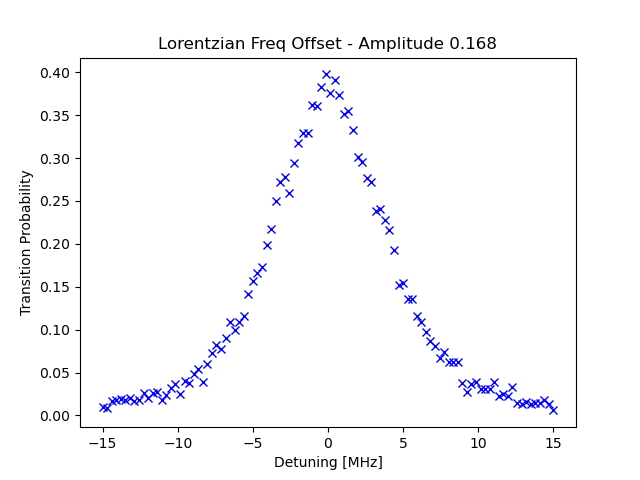 Lorentzian Freq Offset - Amplitude 0.168
0.40
0.35
0.30
0.25
0.20
0.15
0.10
0.05
0.00
Transition Probability
−15 −10 −5 0 5 10 15
Detuning [MHz]